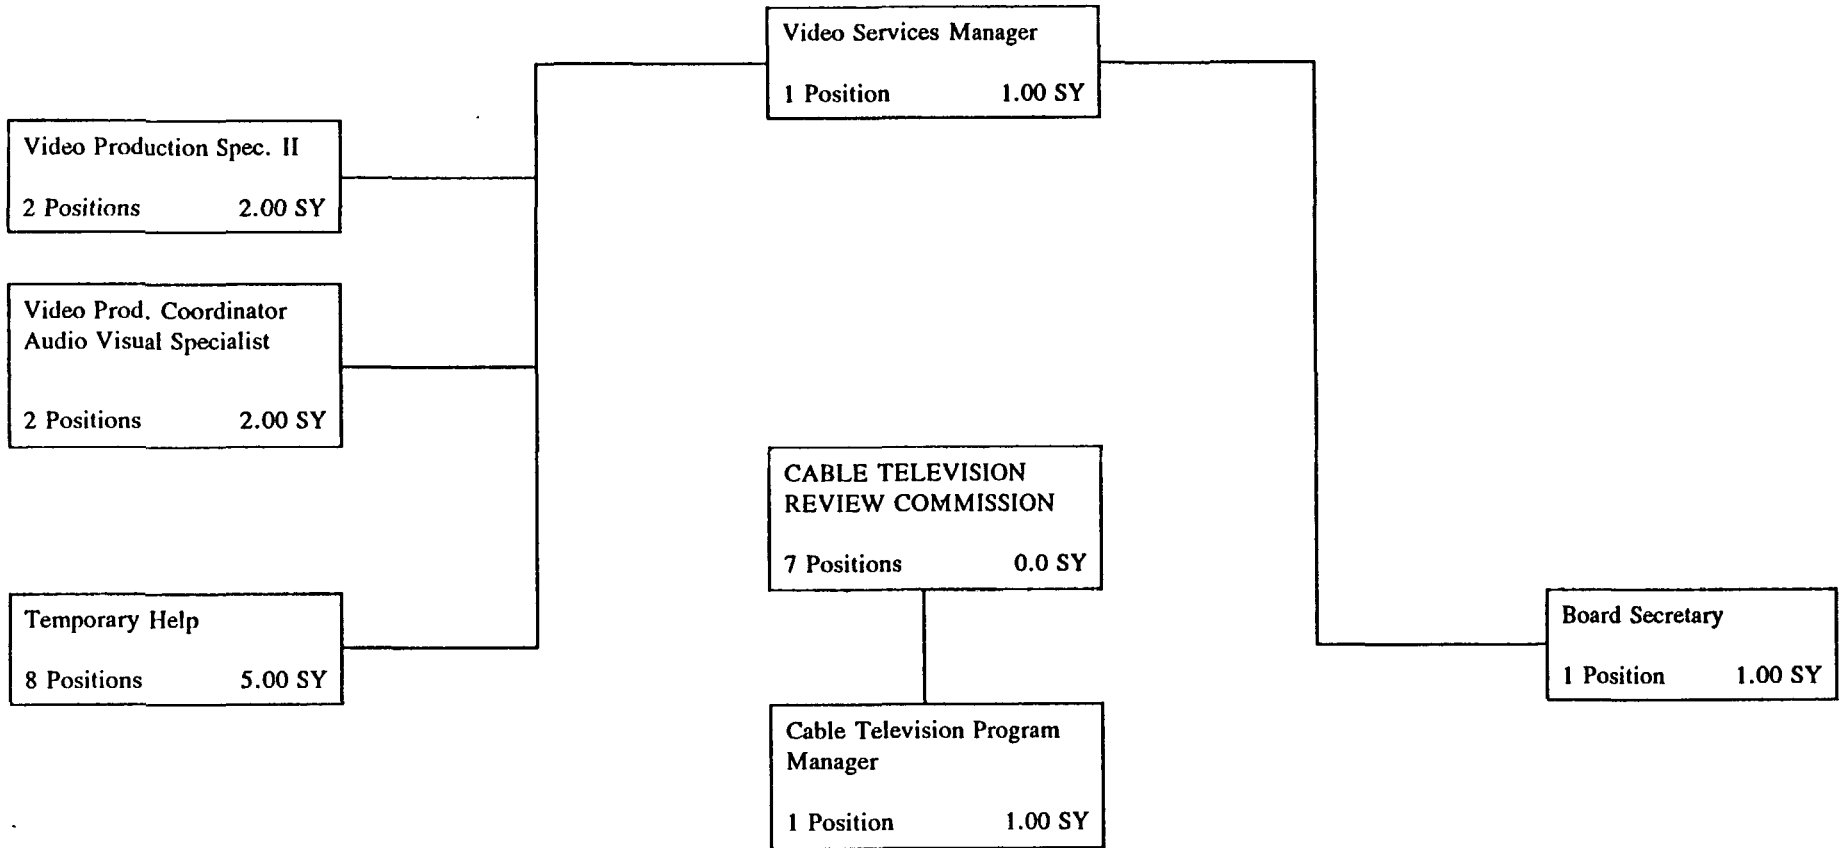 Video Services Manager
1 Position 1.00 SY
Video Production Spec. II
2 Positions 2.00 SY
Video Prod. Coordinator
Audio Visual Specialist
2 Positions 2.00 SY
Temporary Help
8 Positions 5.00 SY
CABLE TELEVISION
REVIEW COMMISSION
7 Positions 0.0 SY
Cable Television Program
Manager
1 Position 1.00 SY
Board Secretary
1 Position 1.00 SY